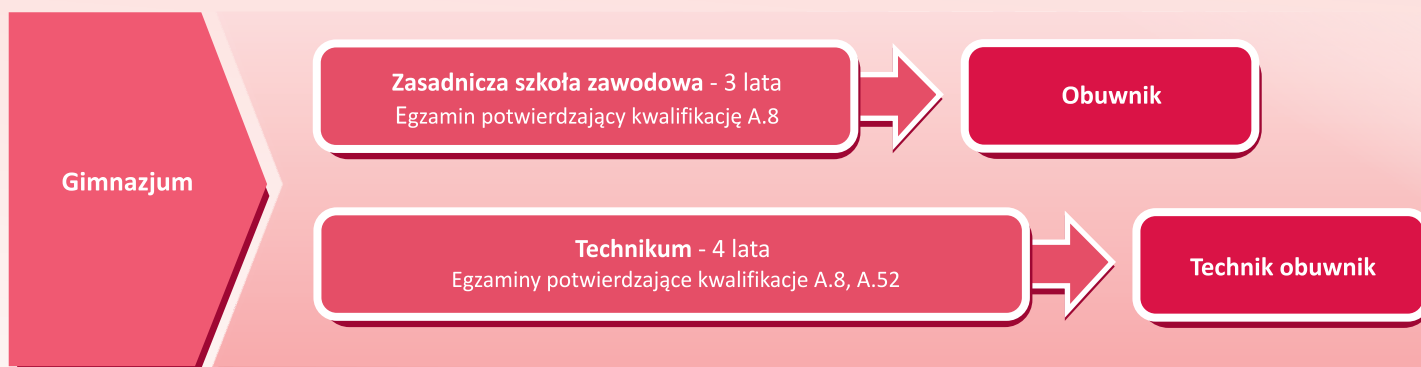 Gimnazjum
Zasadnicza szkoła zawodowa - 3 lata
Egzamin potwierdzający kwalifikację A.8
Obuwnik
Technikum - 4 lata
Egzaminy potwierdzające kwalifikacje A.8, A.52
Technik obuwnik